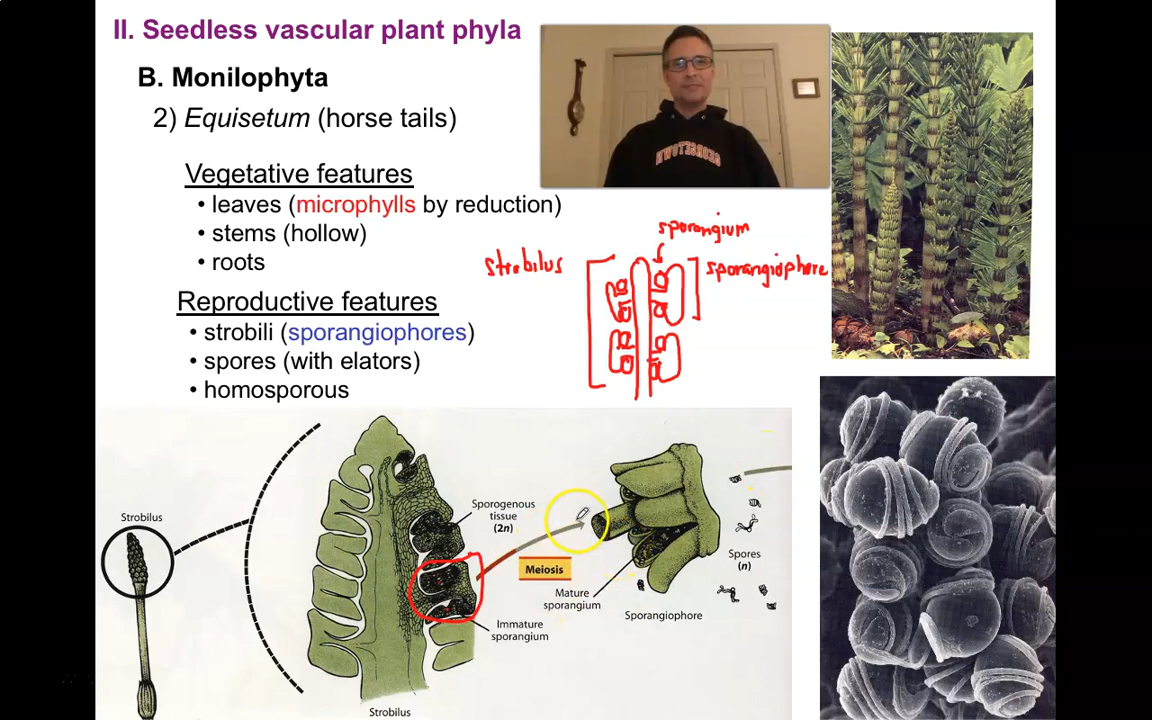 II. Seedless vascular plant phyla
B. Monilophyta
2) Equisetum (horse tails)
Vegetative features
• leaves (microphylls by reduction)
• stems (hollow)
• roots
Reproductive features
• strobili (sporangiophores)
• spores (with elators)
• homosporous
GEORGETOWN
sporangium
strobilus
sporangiophore
Strobilus
Sporogenous
tissue
(2n)
Meiosis
Mature
sporangium
Immature
sporangium
Strobilus
Sporangiophore
Spores
(n)